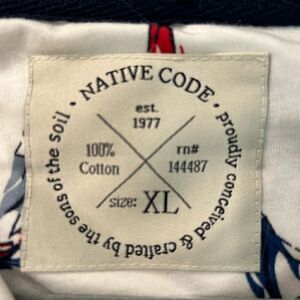 · NATIVE CODE ·
proudly conceived & crafted by the sons of the soil
est.
1977
100%
Cotton
rn#
144487
size: XL